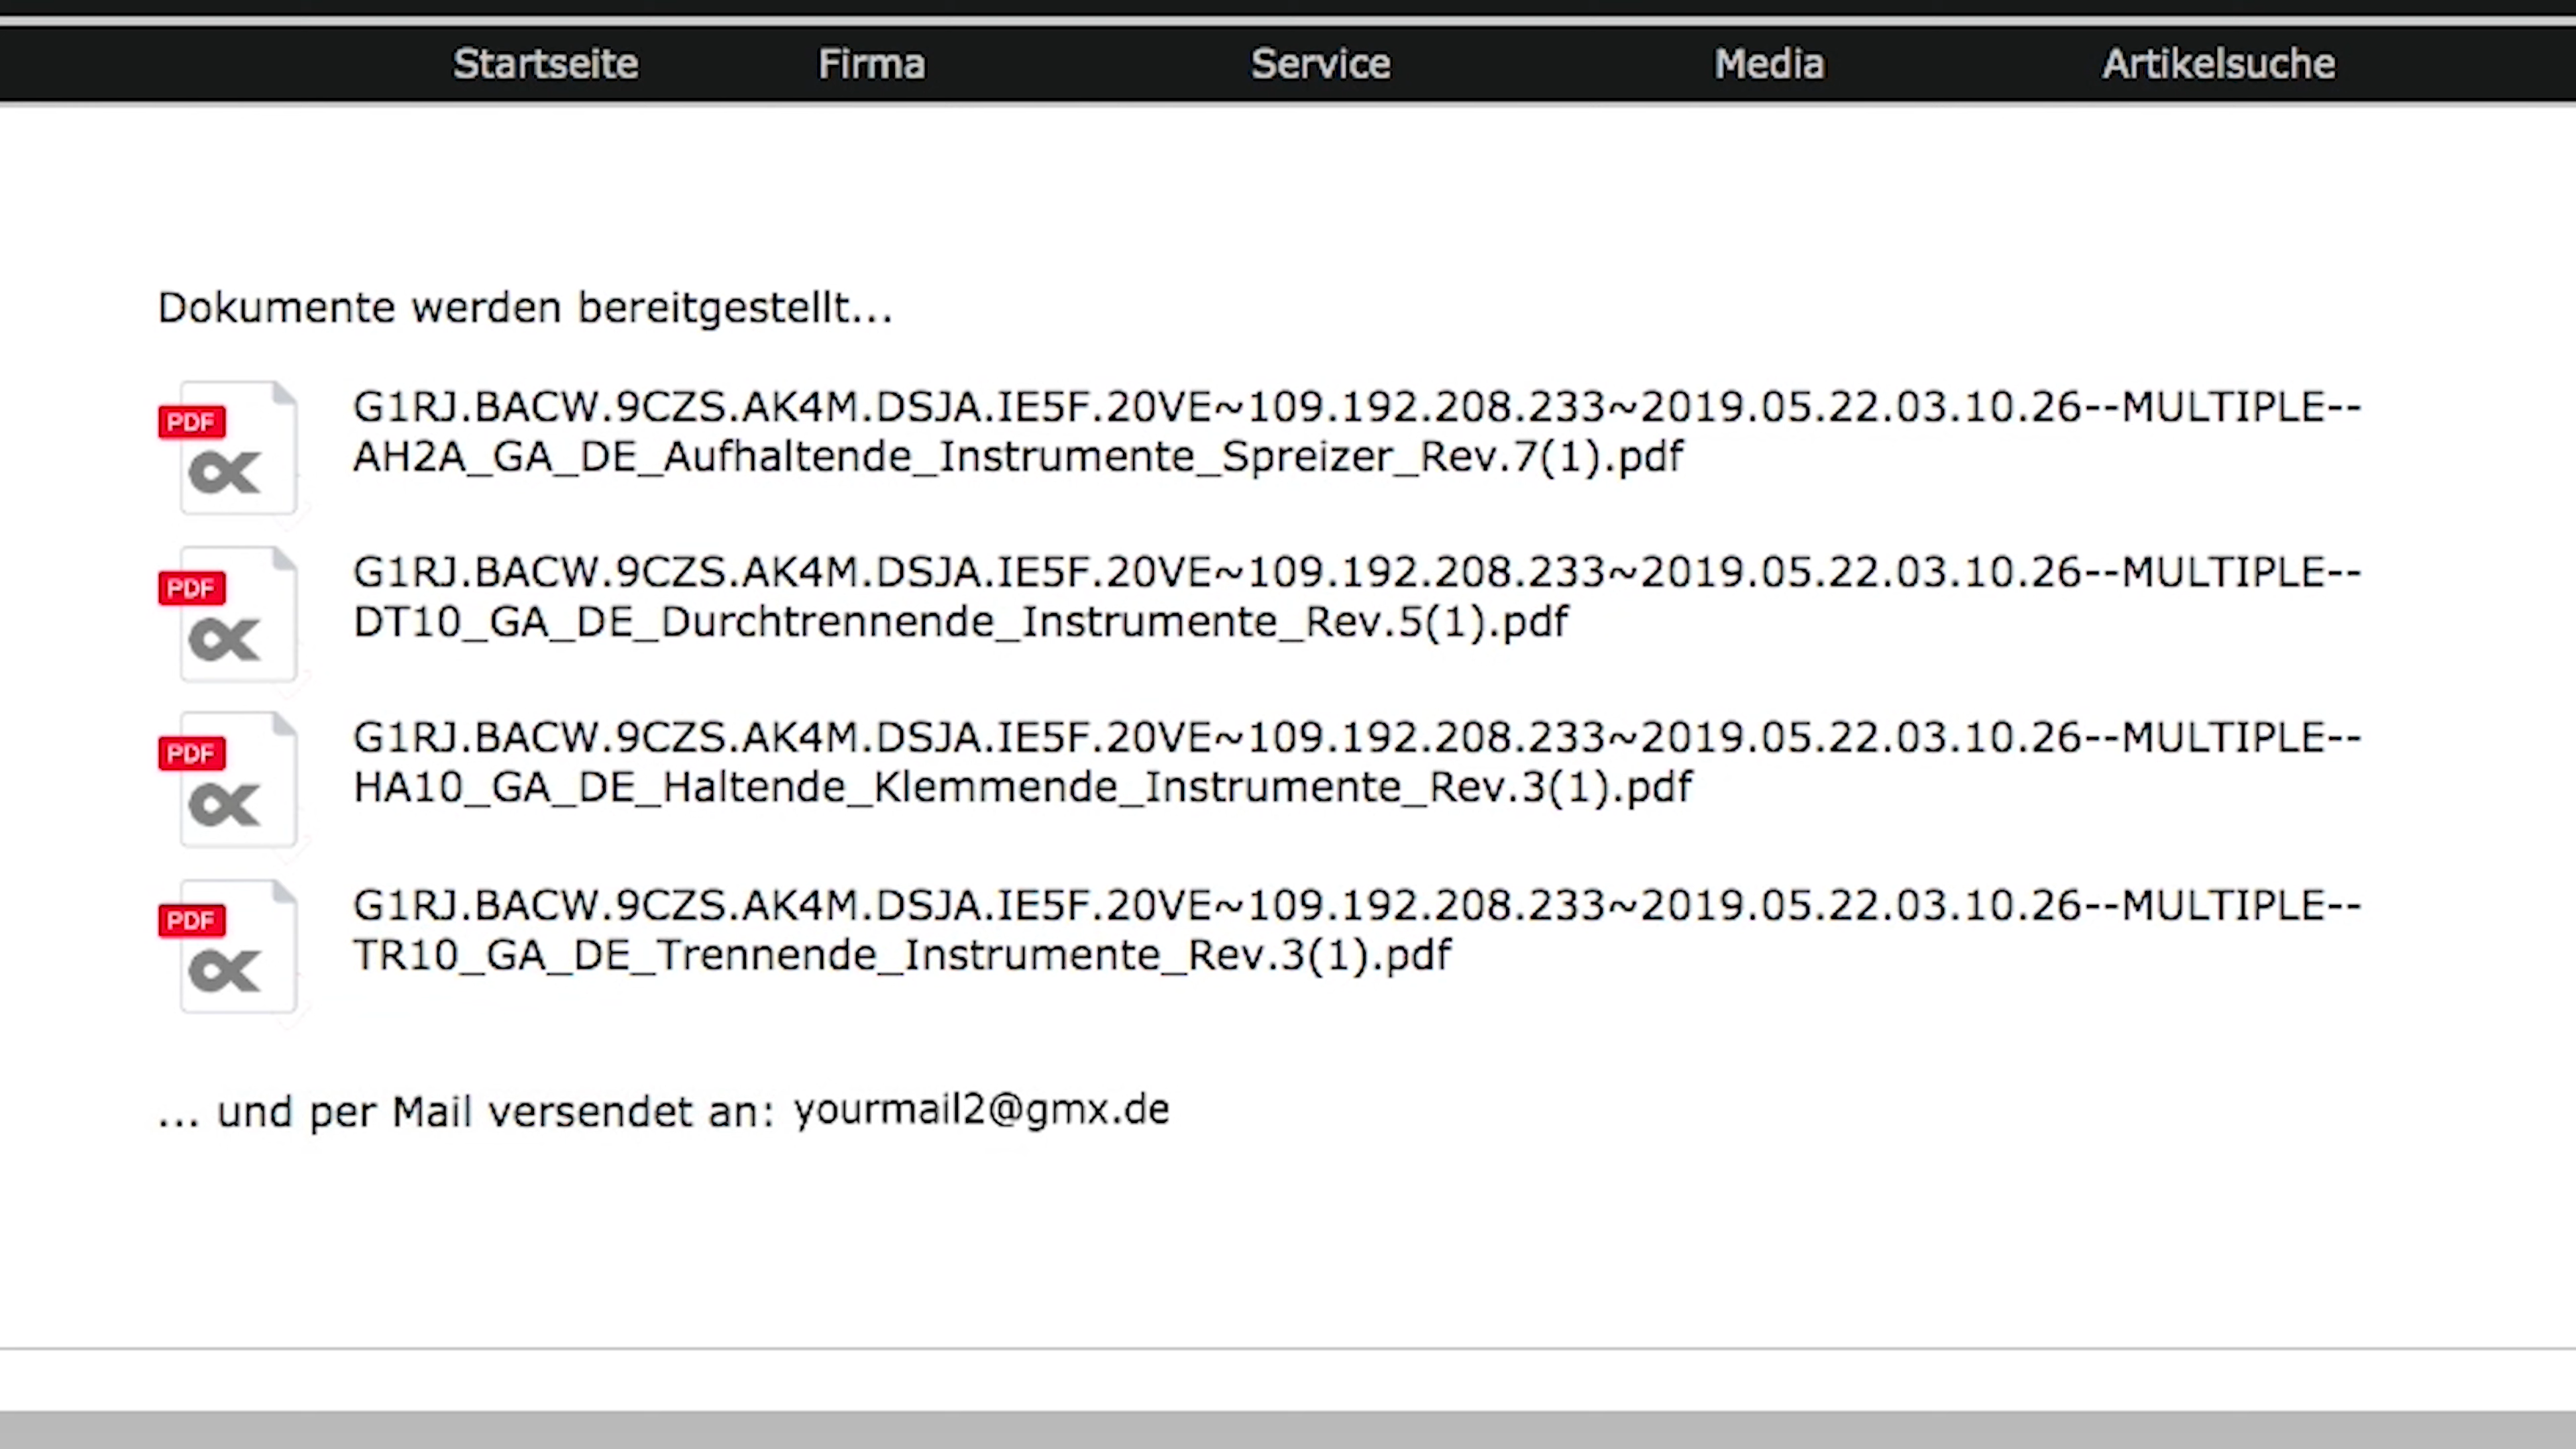 Startseite Firma Service Media Artikelsuche
Dokumente werden bereitgestellt...
PDF
G1RJ.BACW.9CZS.AK4M.DSJA.IE5F.20VE~109.192.208.233~2019.05.22.03.10.26--MULTIPLE--
AH2A_GA_DE_Aufhaltende_Instrumente_Spreizer_Rev.7(1).pdf
PDF
G1RJ.BACW.9CZS.AK4M.DSJA.IE5F.20VE~109.192.208.233~2019.05.22.03.10.26--MULTIPLE--
DT10_GA_DE_Durchtrennende_Instrumente_Rev.5(1).pdf
PDF
G1RJ.BACW.9CZS.AK4M.DSJA.IE5F.20VE~109.192.208.233~2019.05.22.03.10.26--MULTIPLE--
HA10_GA_DE_Haltende_Klemmende_Instrumente_Rev.3(1).pdf
PDF
G1RJ.BACW.9CZS.AK4M.DSJA.IE5F.20VE~109.192.208.233~2019.05.22.03.10.26--MULTIPLE--
TR10_GA_DE_Trennende_Instrumente_Rev.3(1).pdf
... und per Mail versendet an: yourmail2@gmx.de